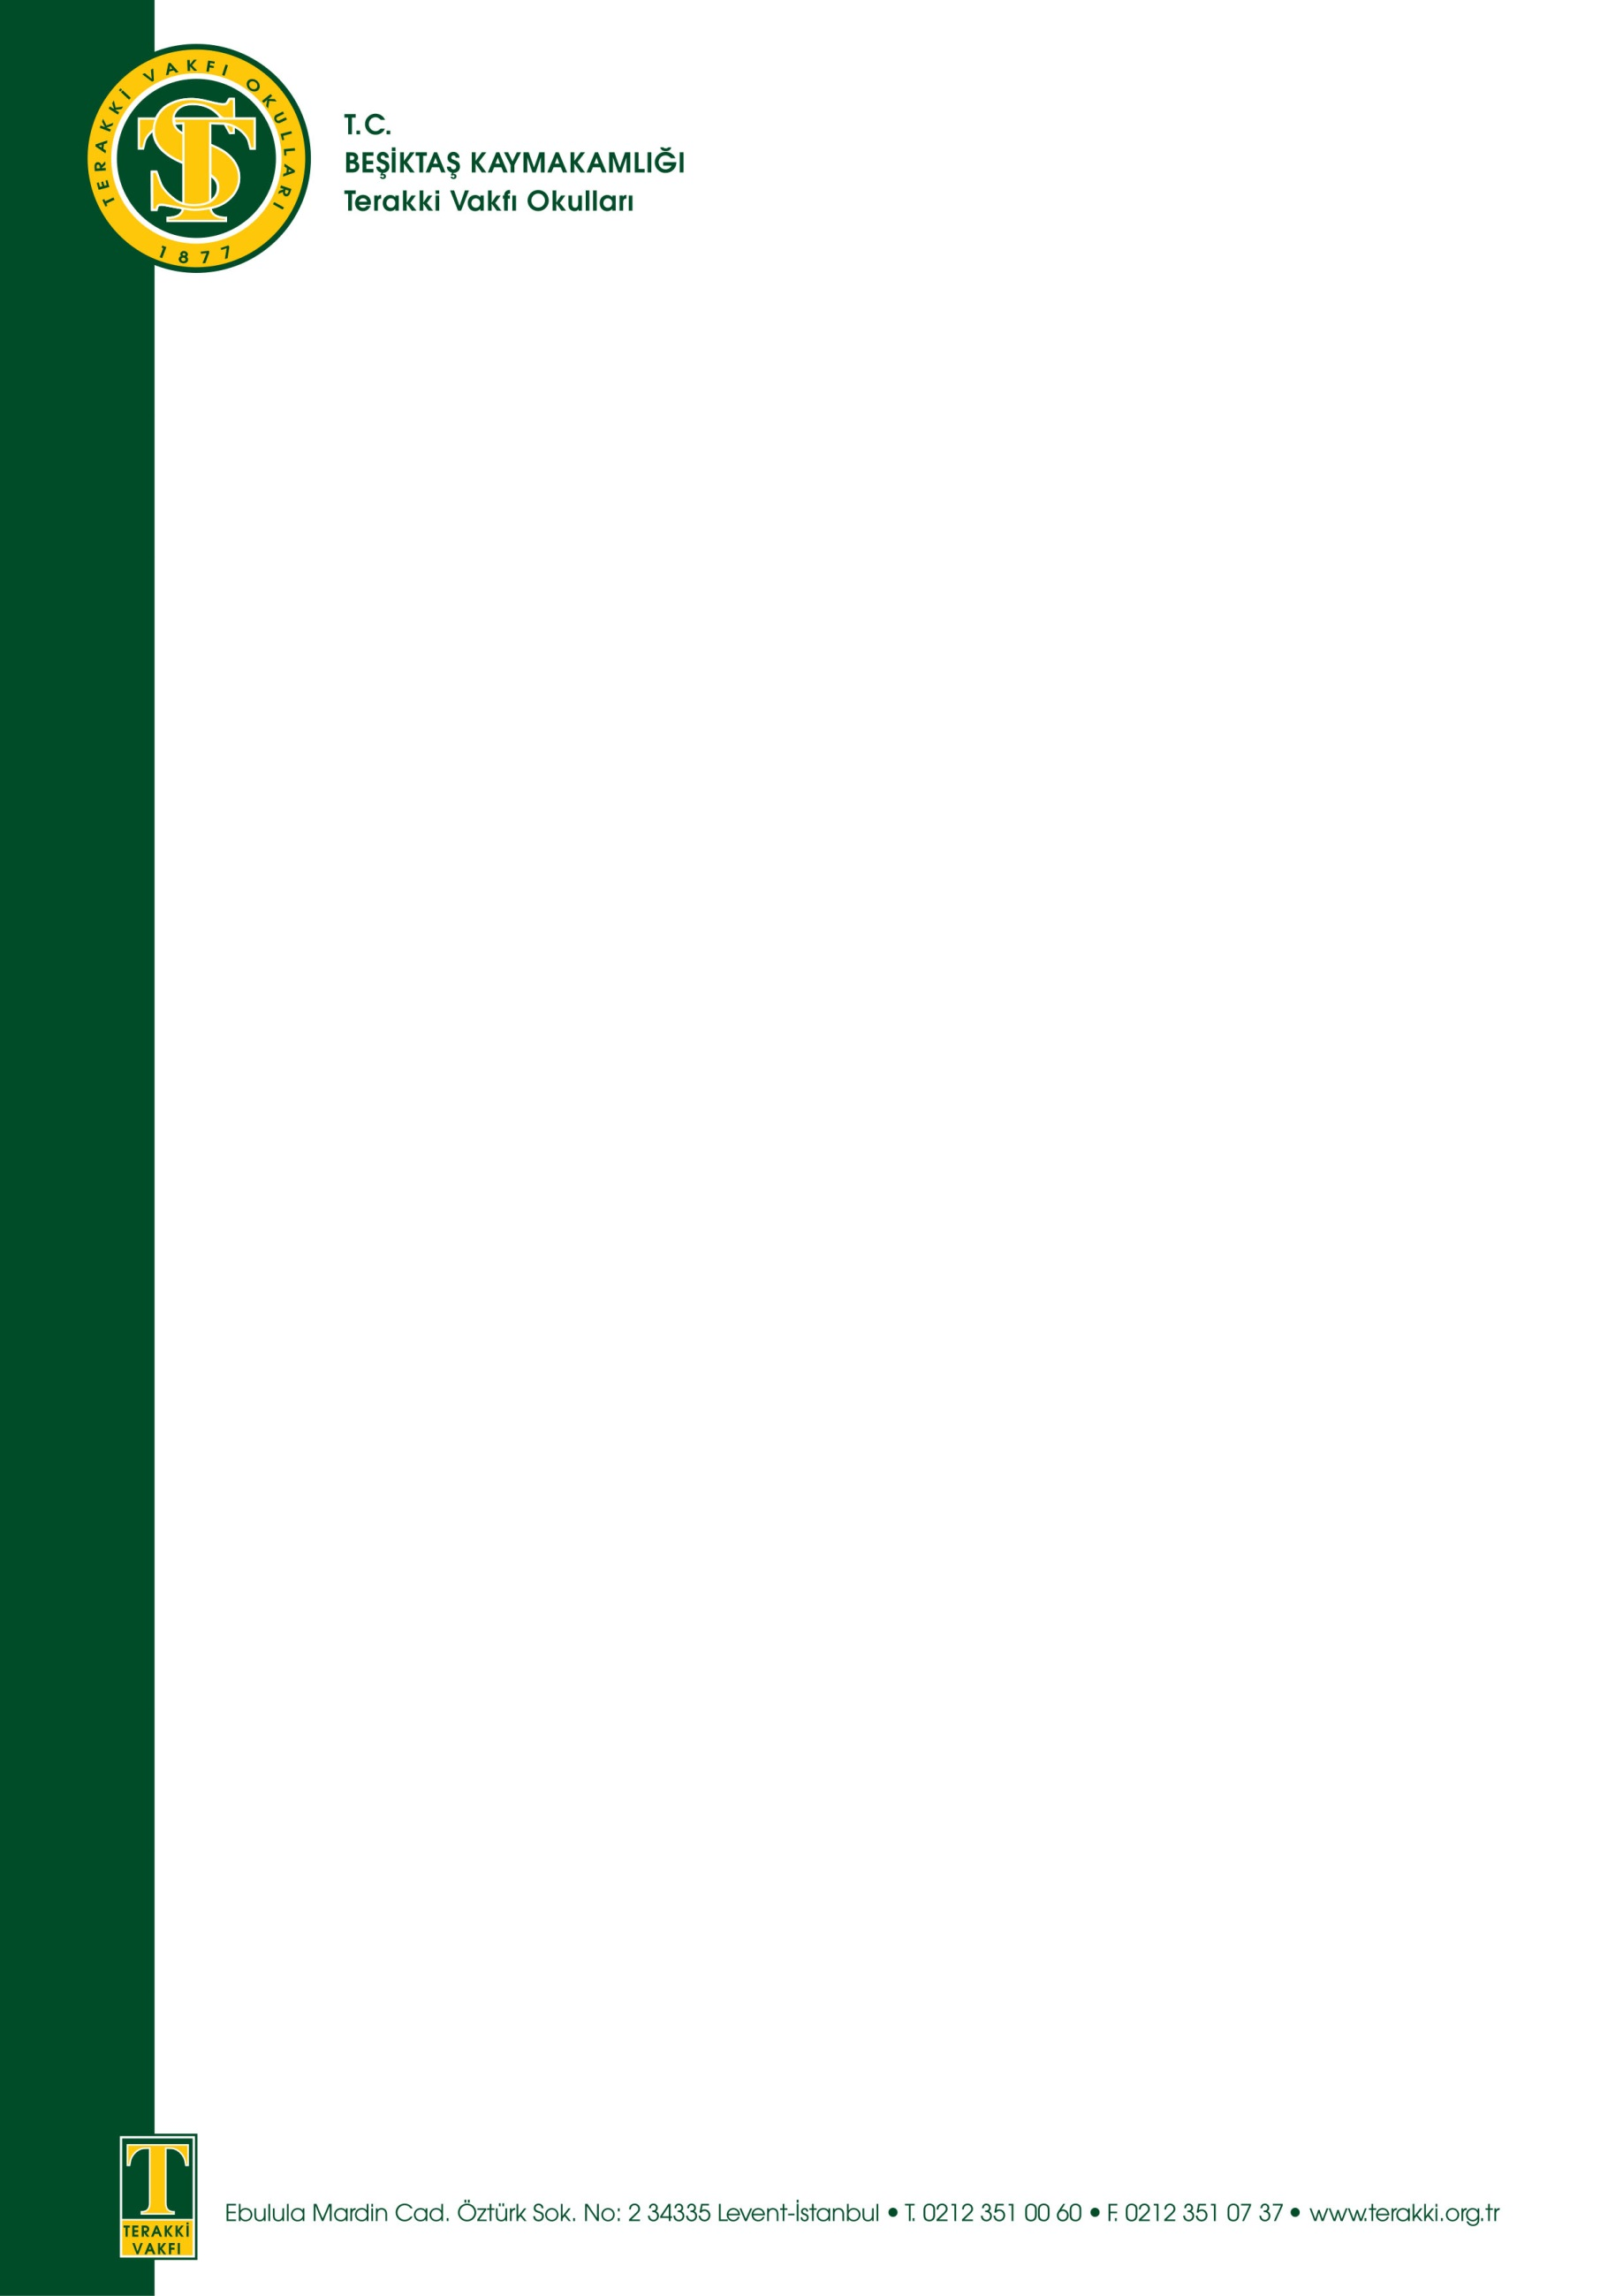 TERAKKİ VAKFI OKULLARI
1877
T.C.
BEŞİKTAŞ KAYMAKAMLIĞI
Terakki Vakfı Okulları
T
TERAKKİ
VAKFI
Ebulula Mardin Cad. Öztürk Sok. No: 2 34335 Levent-İstanbul • T. 0212 351 00 60 • F. 0212 351 07 37 • www.terakki.org.tr